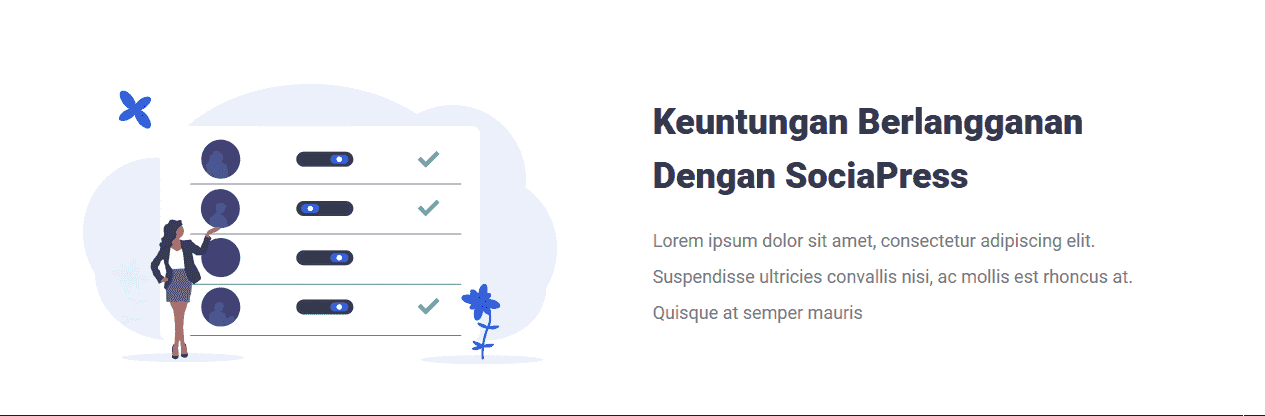 Keuntungan Berlangganan
Dengan SociaPress
Lorem ipsum dolor sit amet, consectetur adipiscing elit.
Suspendisse ultricies convallis nisi, ac mollis est rhoncus at.
Quisque at semper mauris